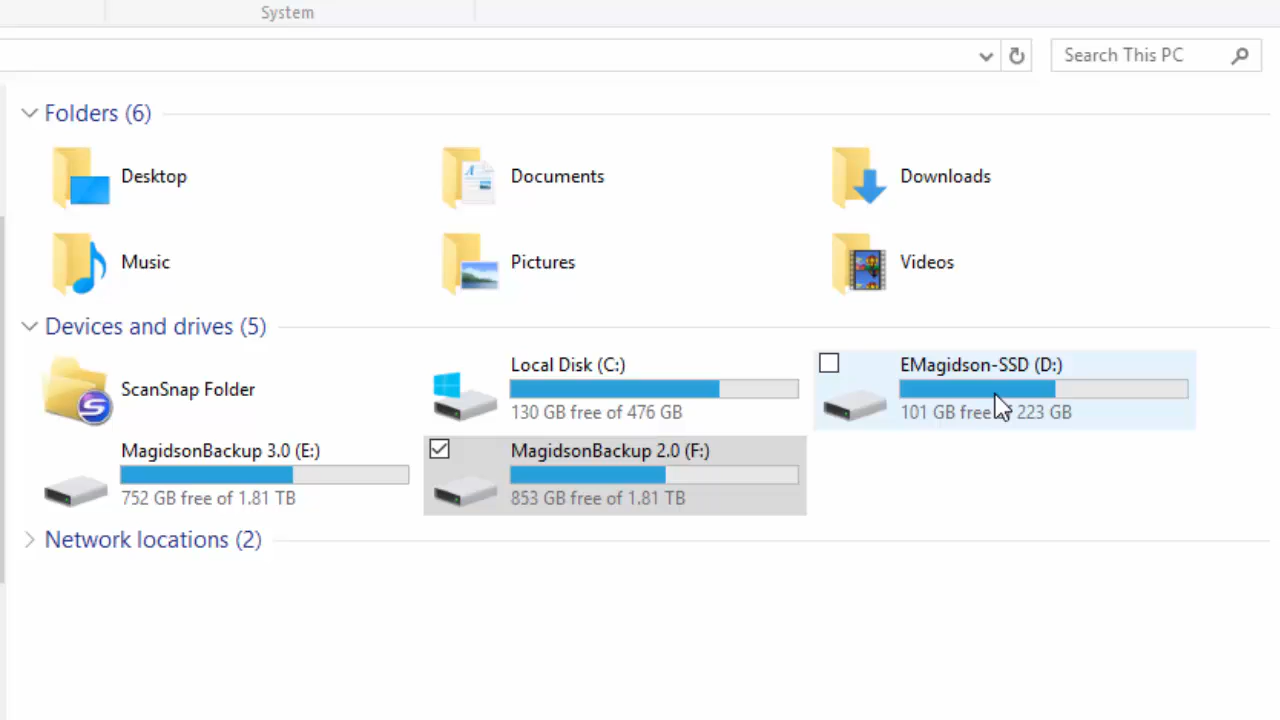 System
Search This PC
Folders (6)
Desktop
Documents
Downloads
Music
Pictures
Videos
Devices and drives (5)
ScanSnap Folder
Local Disk (C:)
130 GB free of 476 GB
EMagidson-SSD (D:)
101 GB free 223 GB
MagidsonBackup 3.0 (E:)
752 GB free of 1.81 TB
MagidsonBackup 2.0 (F:)
853 GB free of 1.81 TB
Network locations (2)